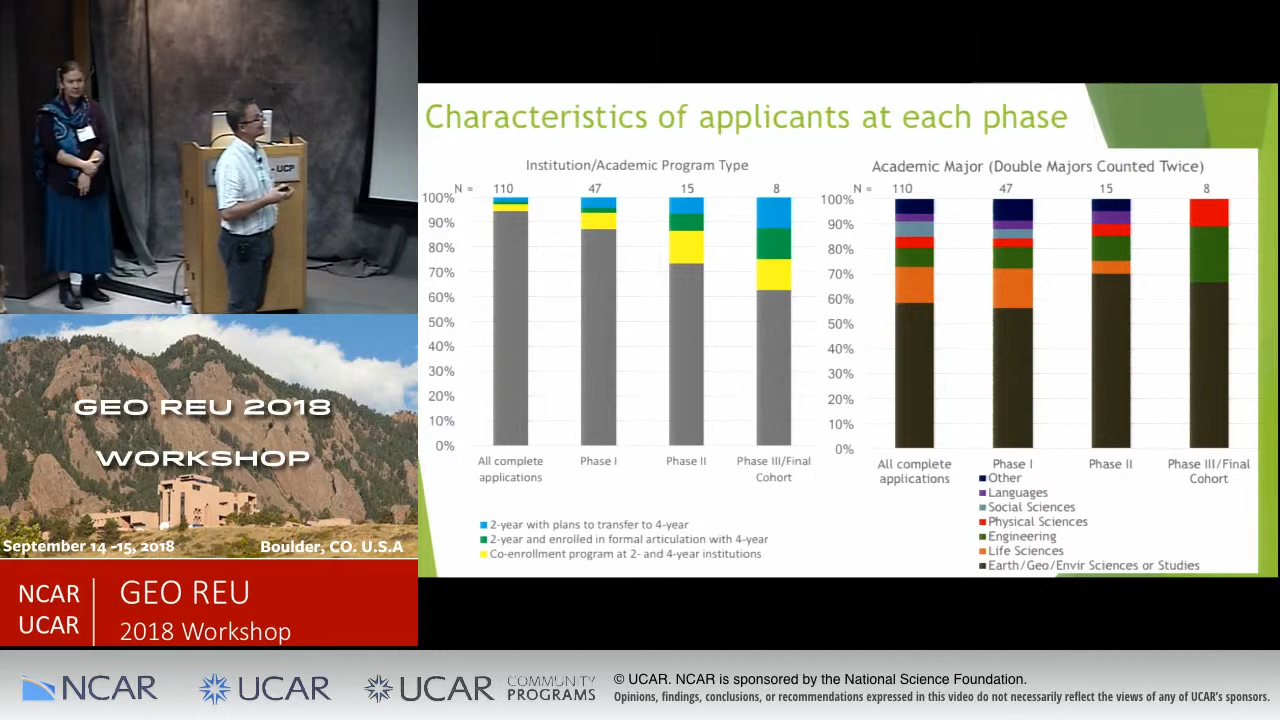 Characteristics of applicants at each phase
Institution/Academic Program Type
N = 110 47 15 8
100%
90%
80%
70%
60%
50%
40%
30%
20%
10%
0%
All complete applications
Phase I
Phase II
Phase III/Final Cohort
2-year with plans to transfer to 4-year
2-year and enrolled in formal articulation with 4-year
Co-enrollment program at 2- and 4-year institutions
Academic Major (Double Majors Counted Twice)
N = 110 47 15 8
100%
90%
80%
70%
60%
50%
40%
30%
20%
10%
0%
All complete applications
Phase I
Phase II
Phase III/Final Cohort
Other
Languages
Social Sciences
Physical Sciences
Engineering
Life Sciences
Earth/Geo/Envir Sciences or Studies
GEO REU 2018
WORKSHOP
September 14 -15, 2018
Boulder, CO. U.S.A
NCAR
UCAR
GEO REU
2018 Workshop
NCAR
UCAR
UCAR
COMMUNITY
PROGRAMS
© UCAR. NCAR is sponsored by the National Science Foundation.
Opinions, findings, conclusions, or recommendations expressed in this video do not necessarily reflect the views of any of UCAR's sponsors.